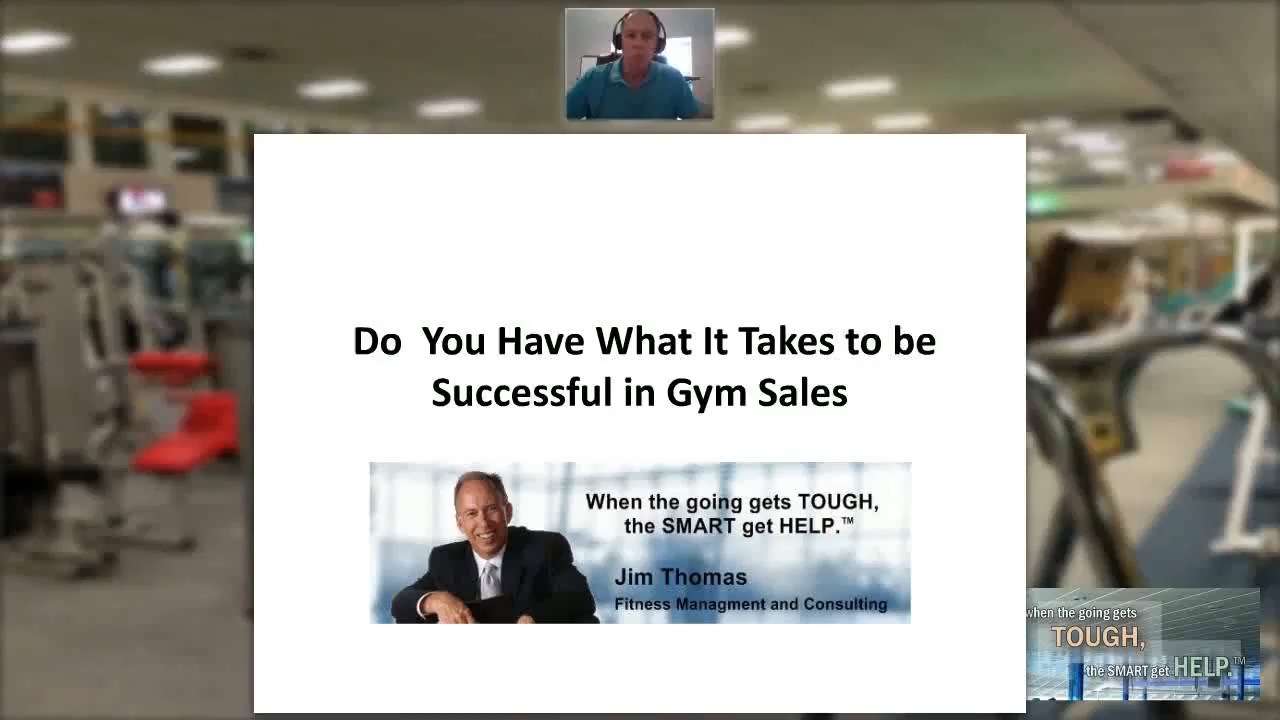 Do  You Have What It Takes to be
Successful in Gym Sales
When the going gets TOUGH,
the SMART get HELP.™
Jim Thomas
Fitness Managment and Consulting
when the going gets
TOUGH,
the SMART get HELP.™